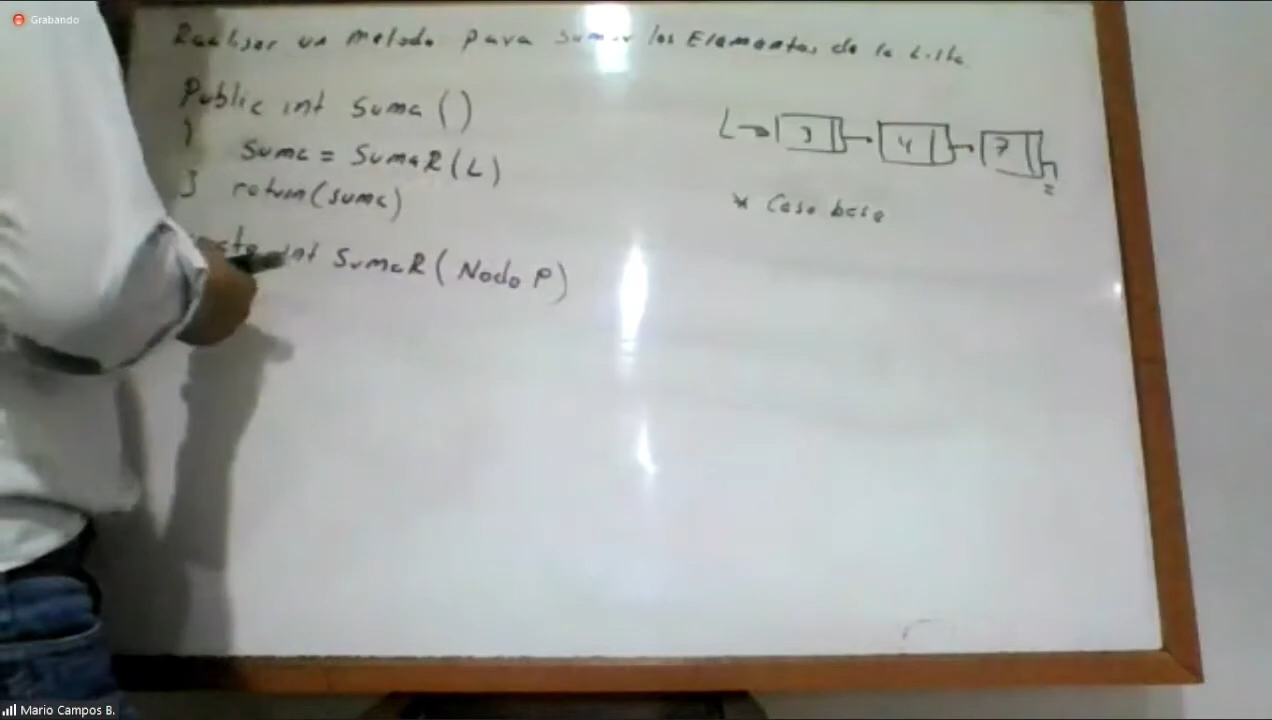 Grabando
Realizar un metodo para sumar los Elementos de la Lista
Public int Suma ()
}
Suma = SumaR(L)
} return(suma)
int SumaR( Nodo P)
L 3 4 7
* Caso base
Mario Campos B.